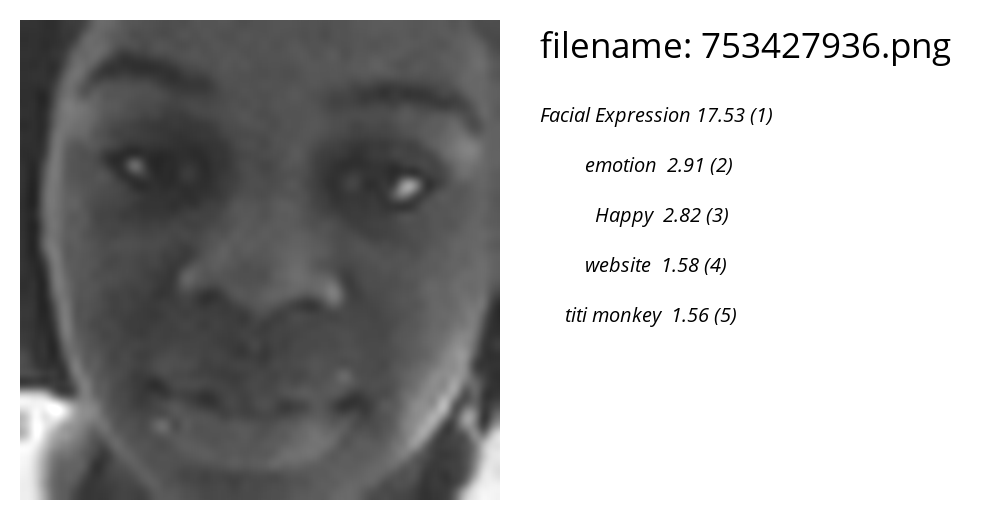 filename: 753427936.png
Facial Expression 17.53 (1)
emotion 2.91 (2)
Happy 2.82 (3)
website 1.58 (4)
titi monkey 1.56 (5)